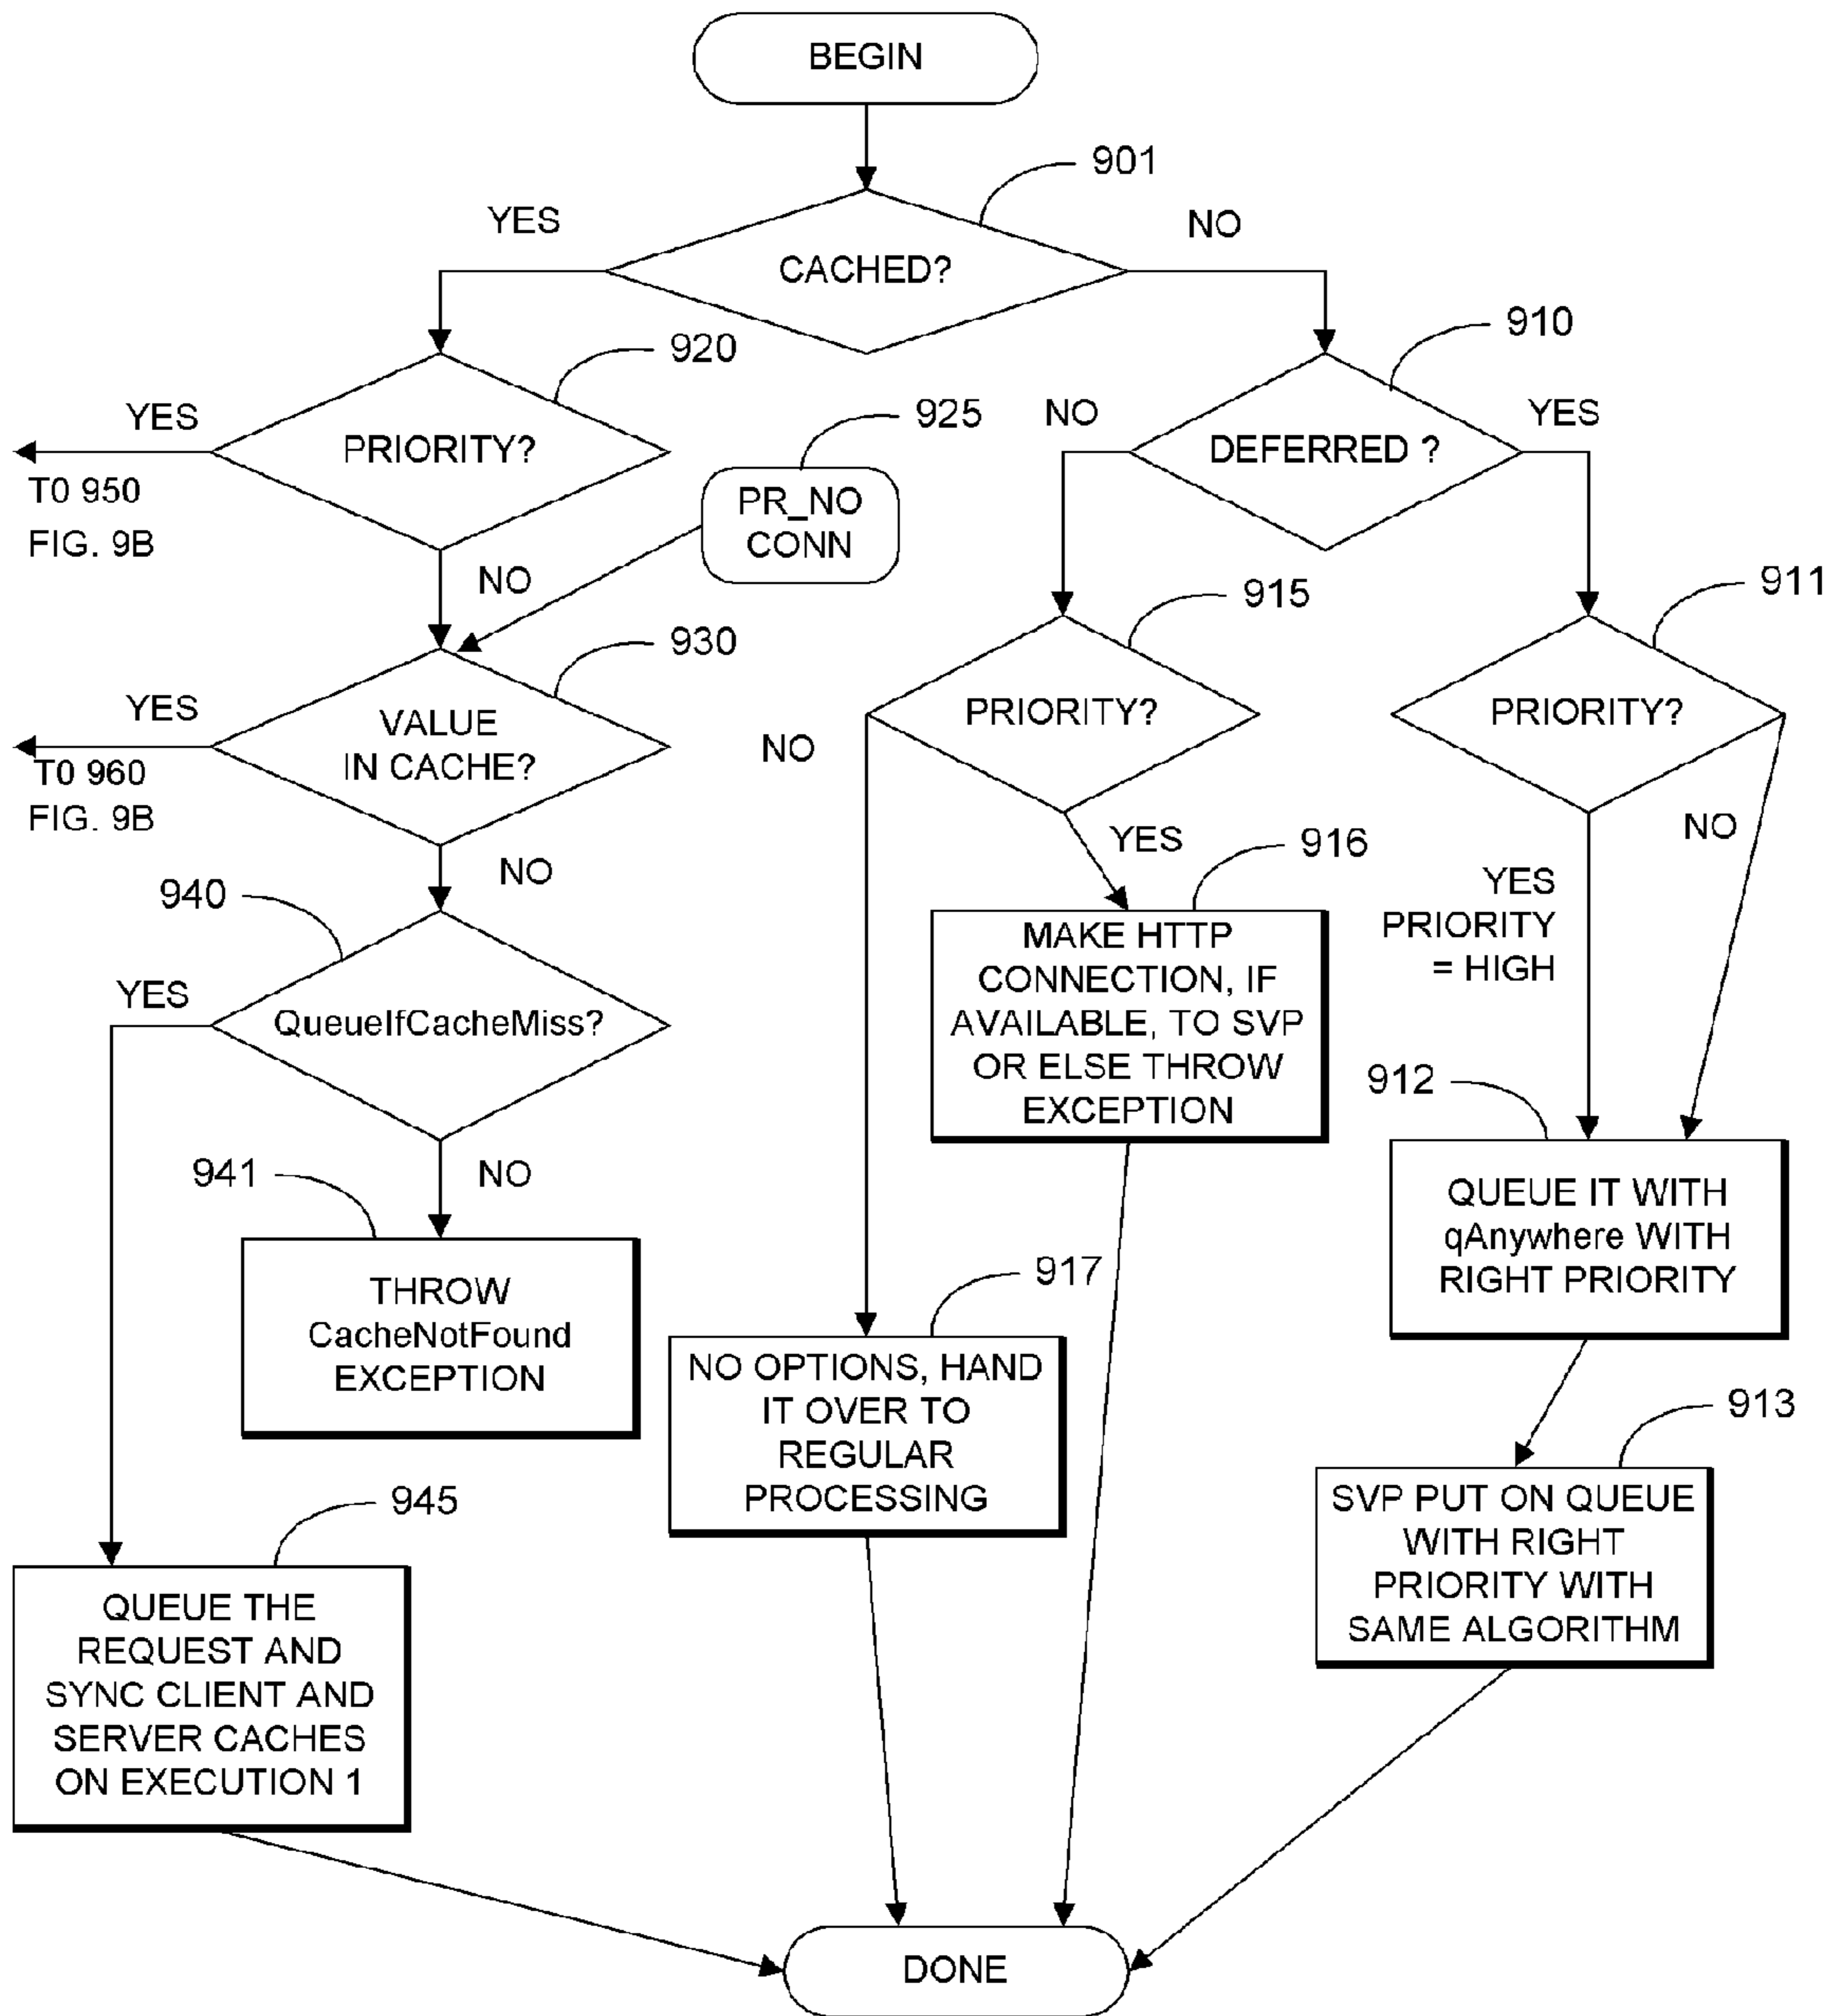 BEGIN
901
YES
NO
CACHED?
920
910
YES
PRIORITY?
925
NO
DEFERRED ?
YES
T0 950
FIG. 9B
PR_NO
CONN
NO
915
911
930
YES
VALUE
IN CACHE?
T0 960
FIG. 9B
NO
PRIORITY?
PRIORITY?
NO
YES
916
NO
940
YES
PRIORITY
= HIGH
MAKE HTTP
CONNECTION, IF
AVAILABLE, TO SVP
OR ELSE THROW
EXCEPTION
YES
QueueIfCacheMiss?
912
941
NO
QUEUE IT WITH
qAnywhere WITH
RIGHT PRIORITY
THROW
CacheNotFound
EXCEPTION
917
NO OPTIONS, HAND
IT OVER TO
REGULAR
PROCESSING
913
SVP PUT ON QUEUE
WITH RIGHT
PRIORITY WITH
SAME ALGORITHM
945
QUEUE THE
REQUEST AND
SYNC CLIENT AND
SERVER CACHES
ON EXECUTION 1
DONE